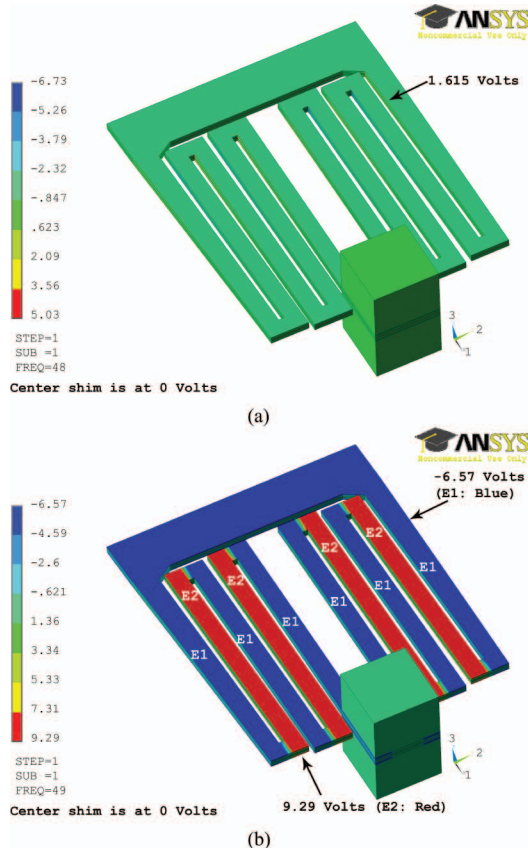 ANSYS
Noncommercial Use Only
-6.73
-5.26
-3.79
-2.32
-.847
.623
2.09
3.56
5.03
1.615 Volts
STEP=1
SUB =1
FREQ=48
3
2
1
Center shim is at 0 Volts
(a)
ANSYS
Noncommercial Use Only
-6.57 Volts
(E1: Blue)
-6.57
-4.59
-2.6
-.621
1.36
3.34
5.33
7.31
9.29
E2
E1
E2
E1
E2
E2
E1
E1
E1
E1
STEP=1
SUB =1
FREQ=49
3
2
1
Center shim is at 0 Volts
9.29 Volts (E2: Red)
(b)